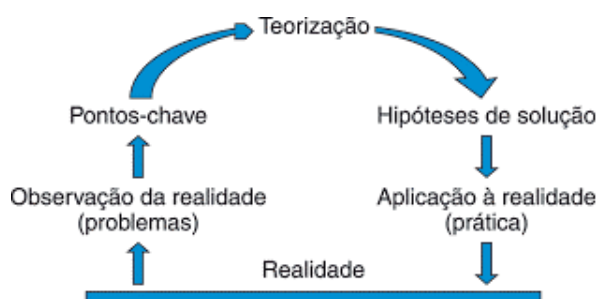 Teorização
Pontos-chave
Hipóteses de solução
Observação da realidade
(problemas)
Aplicação à realidade
(prática)
Realidade